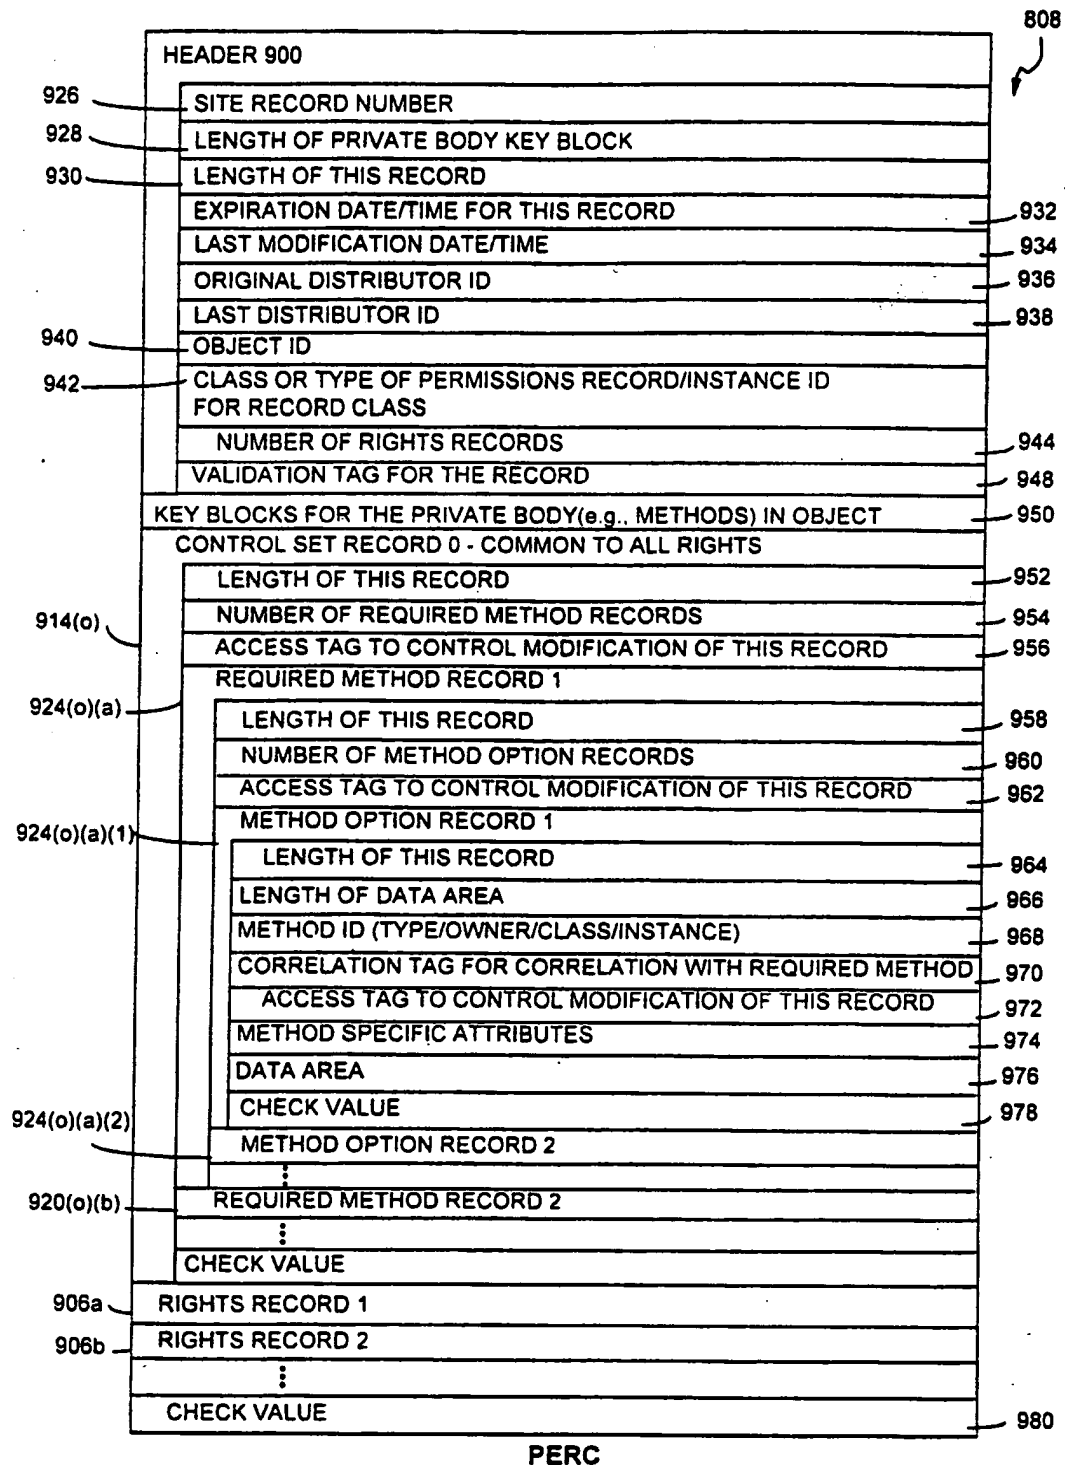 808
HEADER 900
926 SITE RECORD NUMBER
928 LENGTH OF PRIVATE BODY KEY BLOCK
930 LENGTH OF THIS RECORD
EXPIRATION DATE/TIME FOR THIS RECORD 932
LAST MODIFICATION DATE/TIME 934
ORIGINAL DISTRIBUTOR ID 936
LAST DISTRIBUTOR ID 938
940 OBJECT ID
942 CLASS OR TYPE OF PERMISSIONS RECORD/INSTANCE ID
FOR RECORD CLASS
NUMBER OF RIGHTS RECORDS 944
VALIDATION TAG FOR THE RECORD 948
KEY BLOCKS FOR THE PRIVATE BODY(e.g., METHODS) IN OBJECT 950
CONTROL SET RECORD 0 - COMMON TO ALL RIGHTS
LENGTH OF THIS RECORD 952
914(o) NUMBER OF REQUIRED METHOD RECORDS 954
ACCESS TAG TO CONTROL MODIFICATION OF THIS RECORD 956
REQUIRED METHOD RECORD 1
924(o)(a) LENGTH OF THIS RECORD 958
NUMBER OF METHOD OPTION RECORDS 960
ACCESS TAG TO CONTROL MODIFICATION OF THIS RECORD 962
924(o)(a)(1) METHOD OPTION RECORD 1
LENGTH OF THIS RECORD 964
LENGTH OF DATA AREA 966
METHOD ID (TYPE/OWNER/CLASS/INSTANCE) 968
CORRELATION TAG FOR CORRELATION WITH REQUIRED METHOD 970
ACCESS TAG TO CONTROL MODIFICATION OF THIS RECORD 972
METHOD SPECIFIC ATTRIBUTES 974
DATA AREA 976
CHECK VALUE 978
924(o)(a)(2) METHOD OPTION RECORD 2
920(o)(b) REQUIRED METHOD RECORD 2
CHECK VALUE
906a RIGHTS RECORD 1
906b RIGHTS RECORD 2
CHECK VALUE 980
PERC